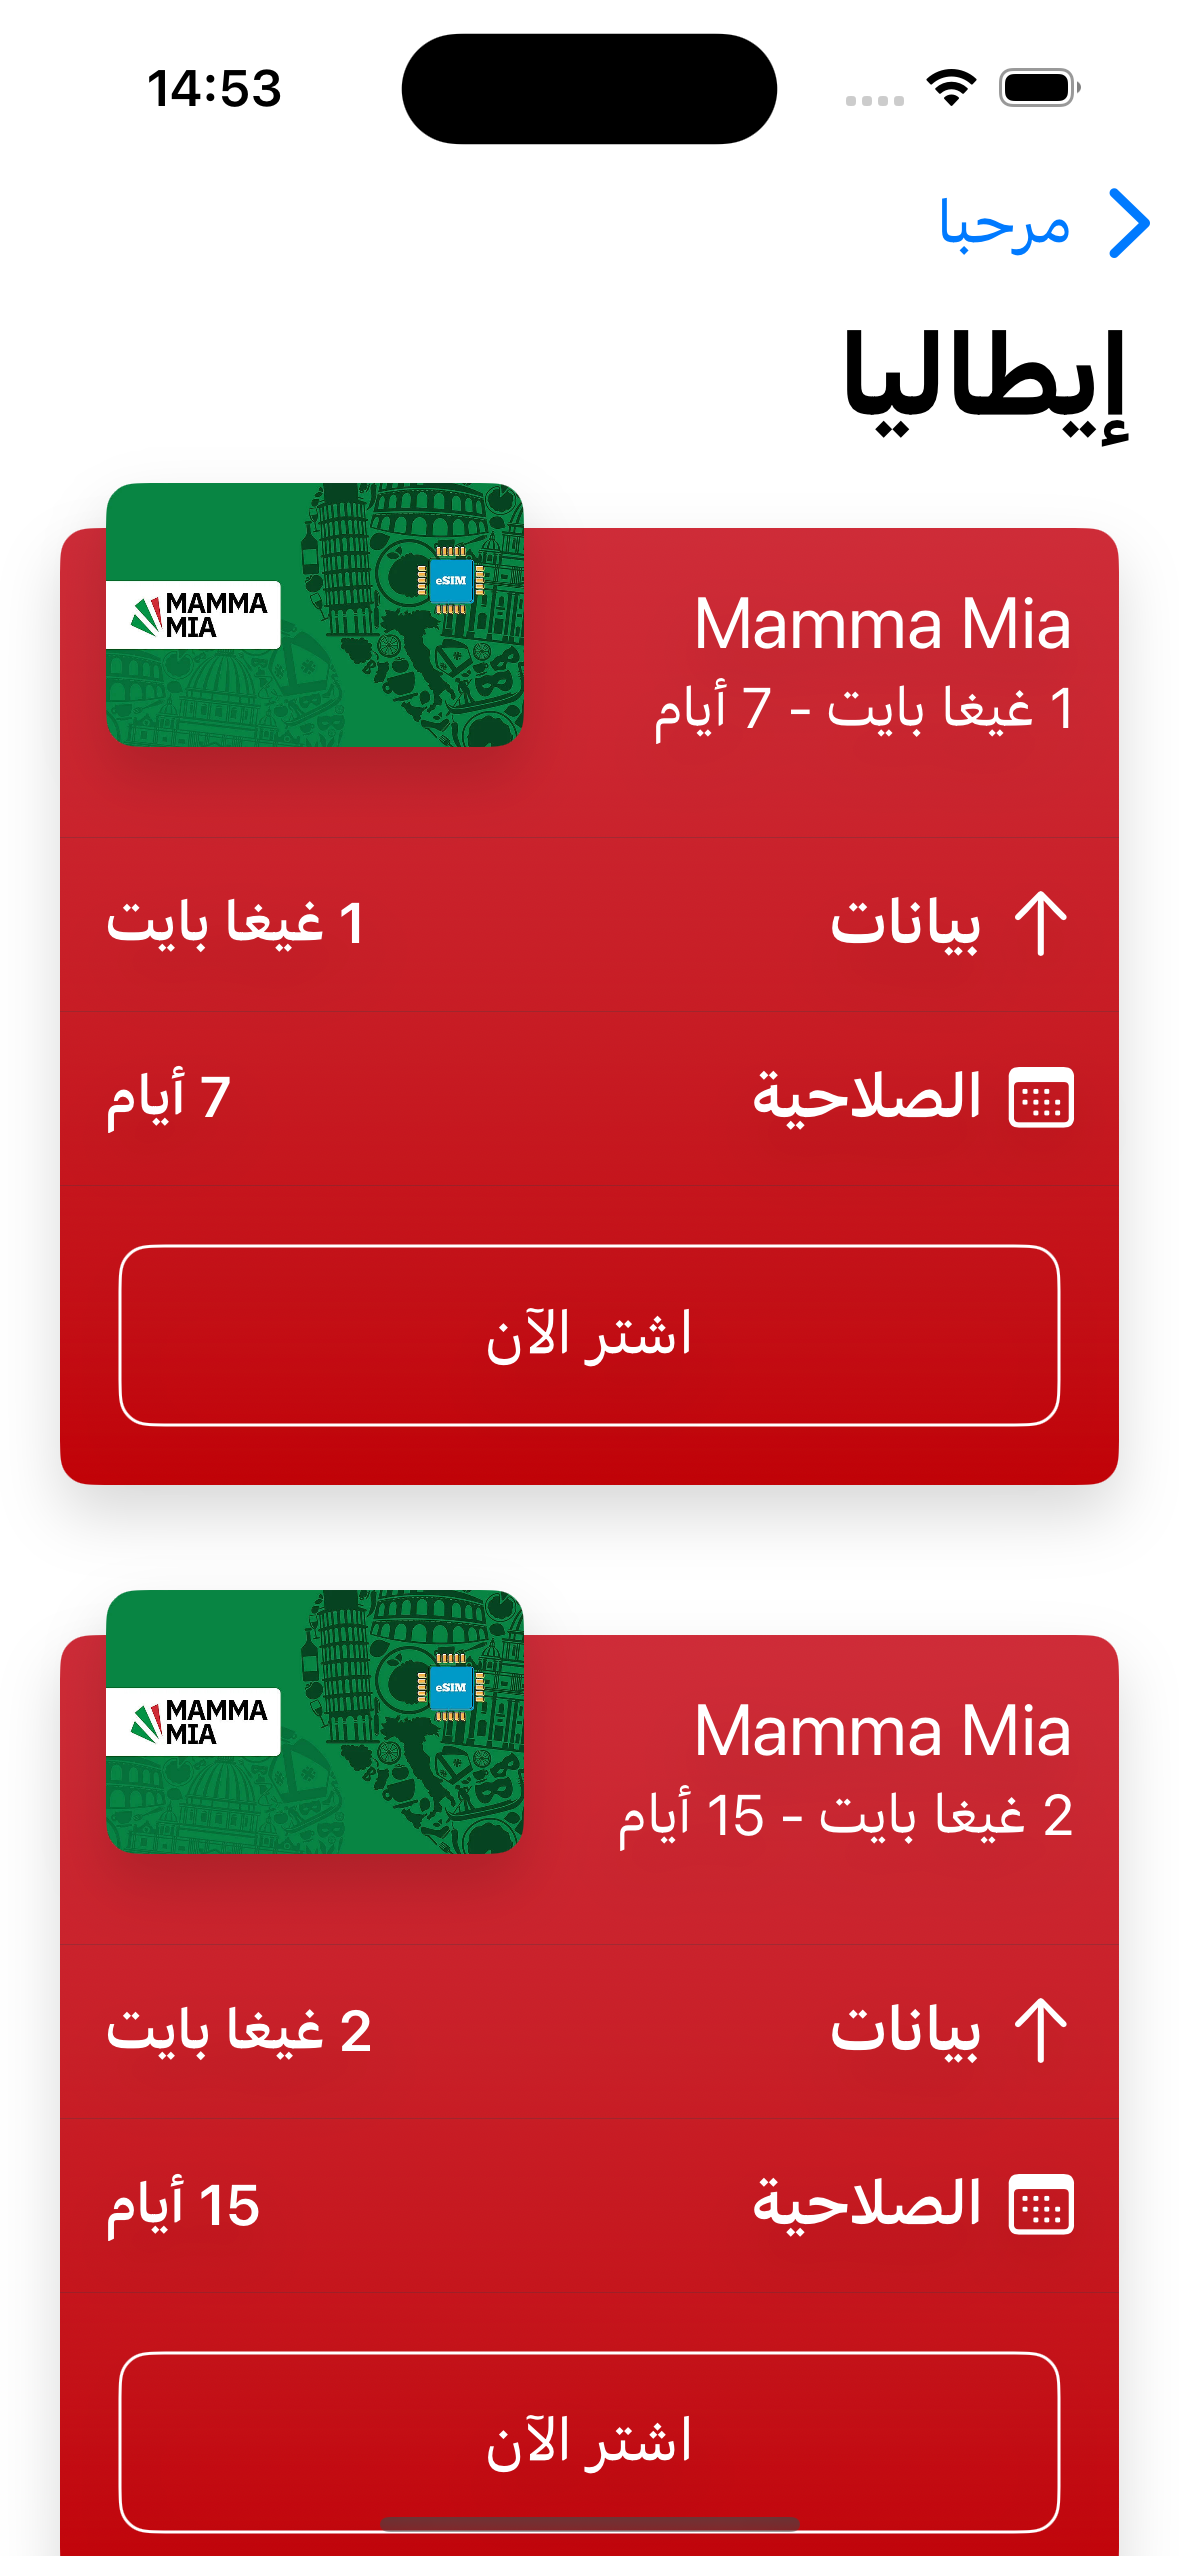 14:53
مرحبا
إيطاليا
MAMMA
MIA
eSIM
Mamma Mia
1 غيغا بايت - 7 أيام
بيانات
1 غيغا بايت
الصلاحية
7 أيام
اشتر الآن
MAMMA
MIA
eSIM
Mamma Mia
2 غيغا بايت - 15 أيام
بيانات
2 غيغا بايت
الصلاحية
15 أيام
اشتر الآن